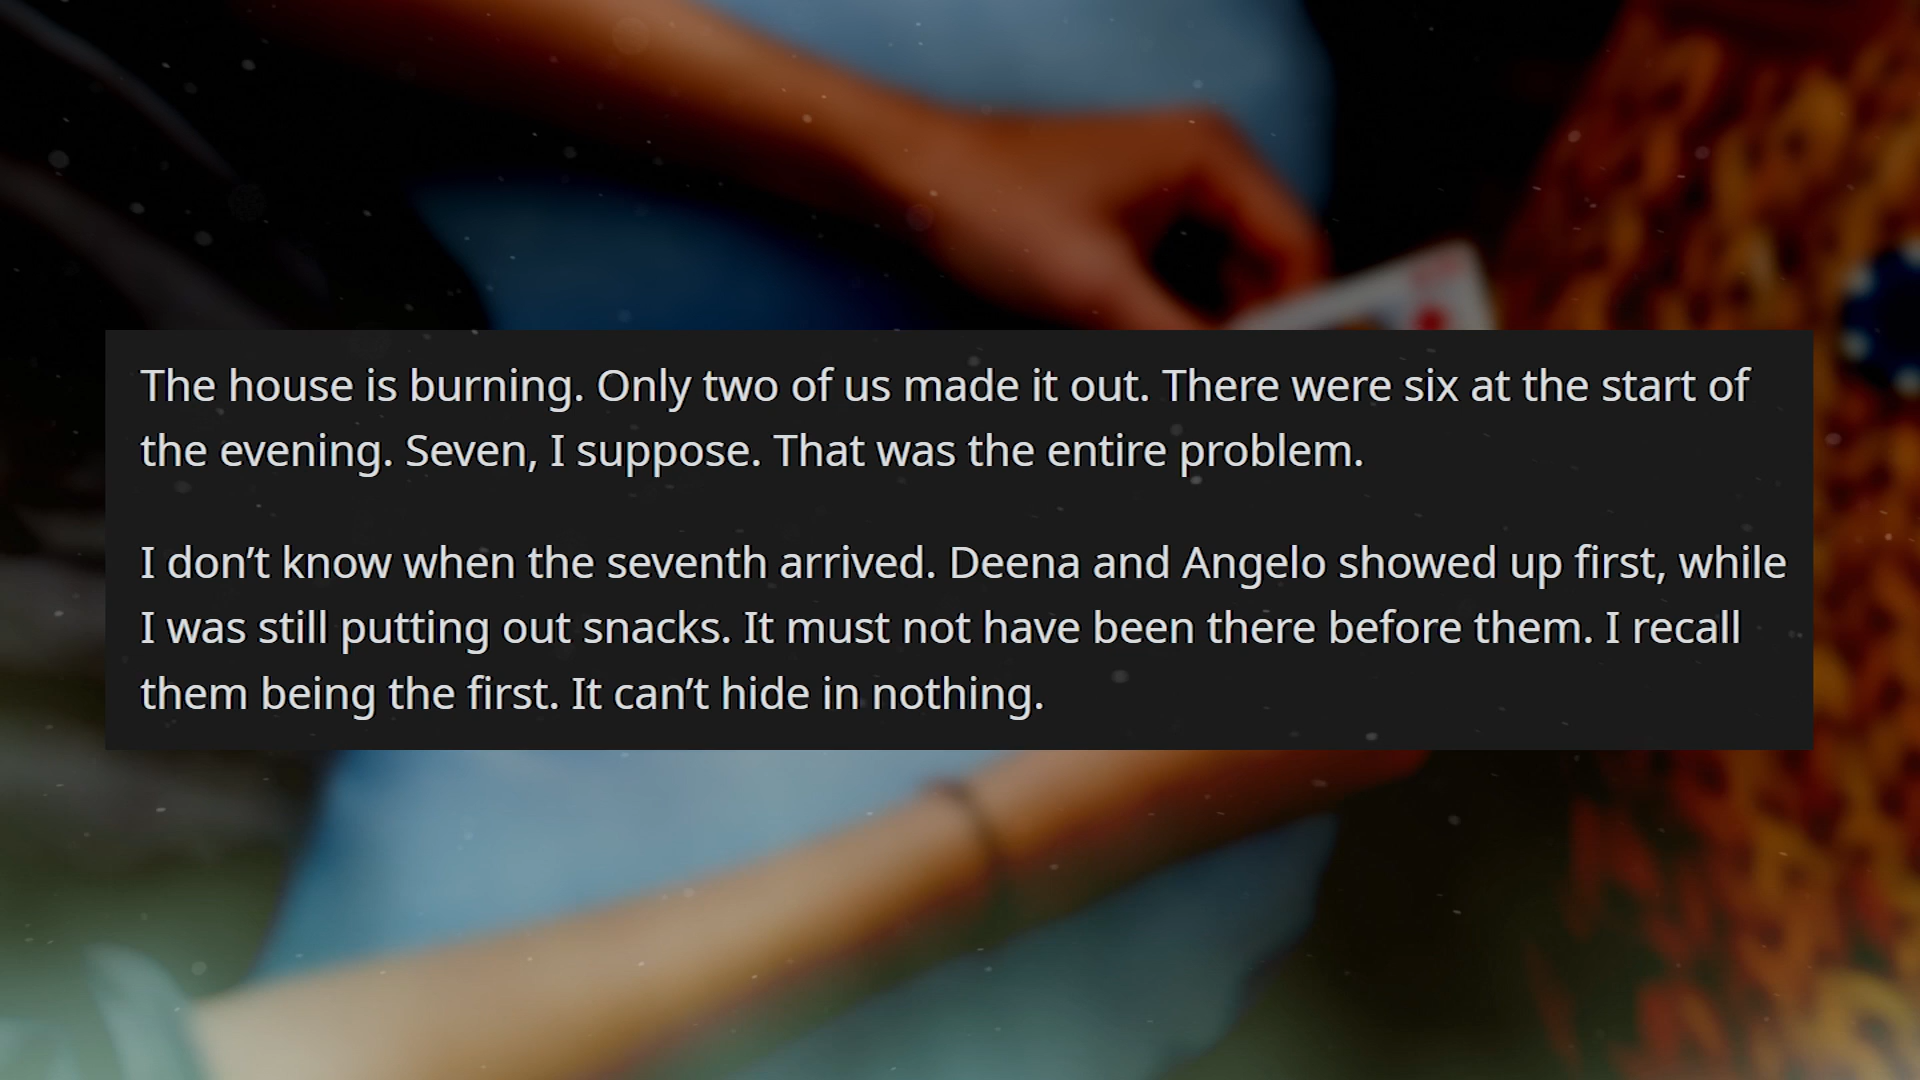 The house is burning. Only two of us made it out. There were six at the start of
the evening. Seven, I suppose. That was the entire problem.
I don’t know when the seventh arrived. Deena and Angelo showed up first, while
I was still putting out snacks. It must not have been there before them. I recall
them being the first. It can’t hide in nothing.